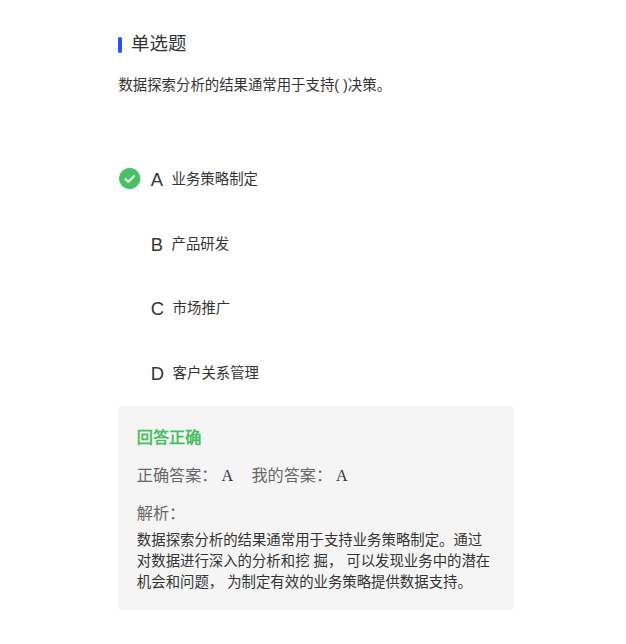 单选题
数据探索分析的结果通常用于支持( )决策。
A 业务策略制定
B 产品研发
C 市场推广
D 客户关系管理
回答正确
正确答案： A 我的答案： A
解析：
数据探索分析的结果通常用于支持业务策略制定。通过
对数据进行深入的分析和挖 掘， 可以发现业务中的潜在
机会和问题， 为制定有效的业务策略提供数据支持。